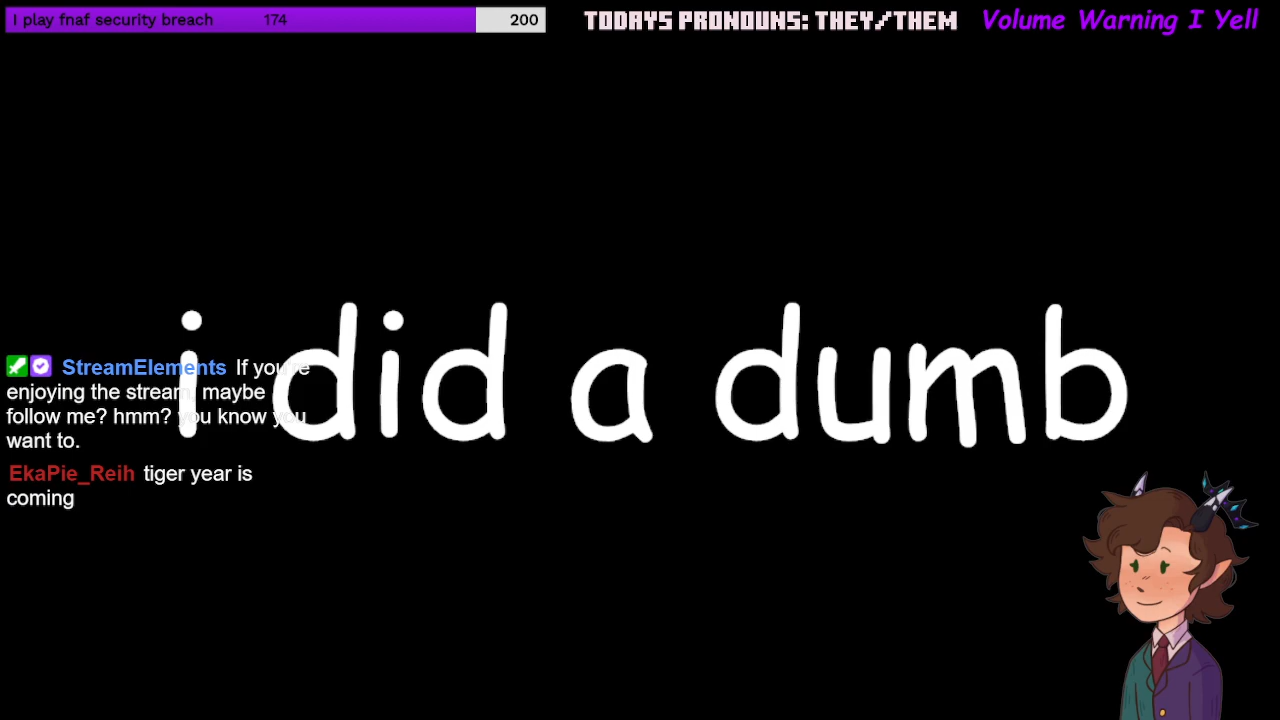 I play fnaf security breach 174 200
TODAYS PRONOUNS: THEY/THEM
Volume Warning I Yell
i did a dumb
StreamElements If you're
enjoying the stream, maybe
follow me? hmm? you know you
want to.
EkaPie_Reih tiger year is
coming